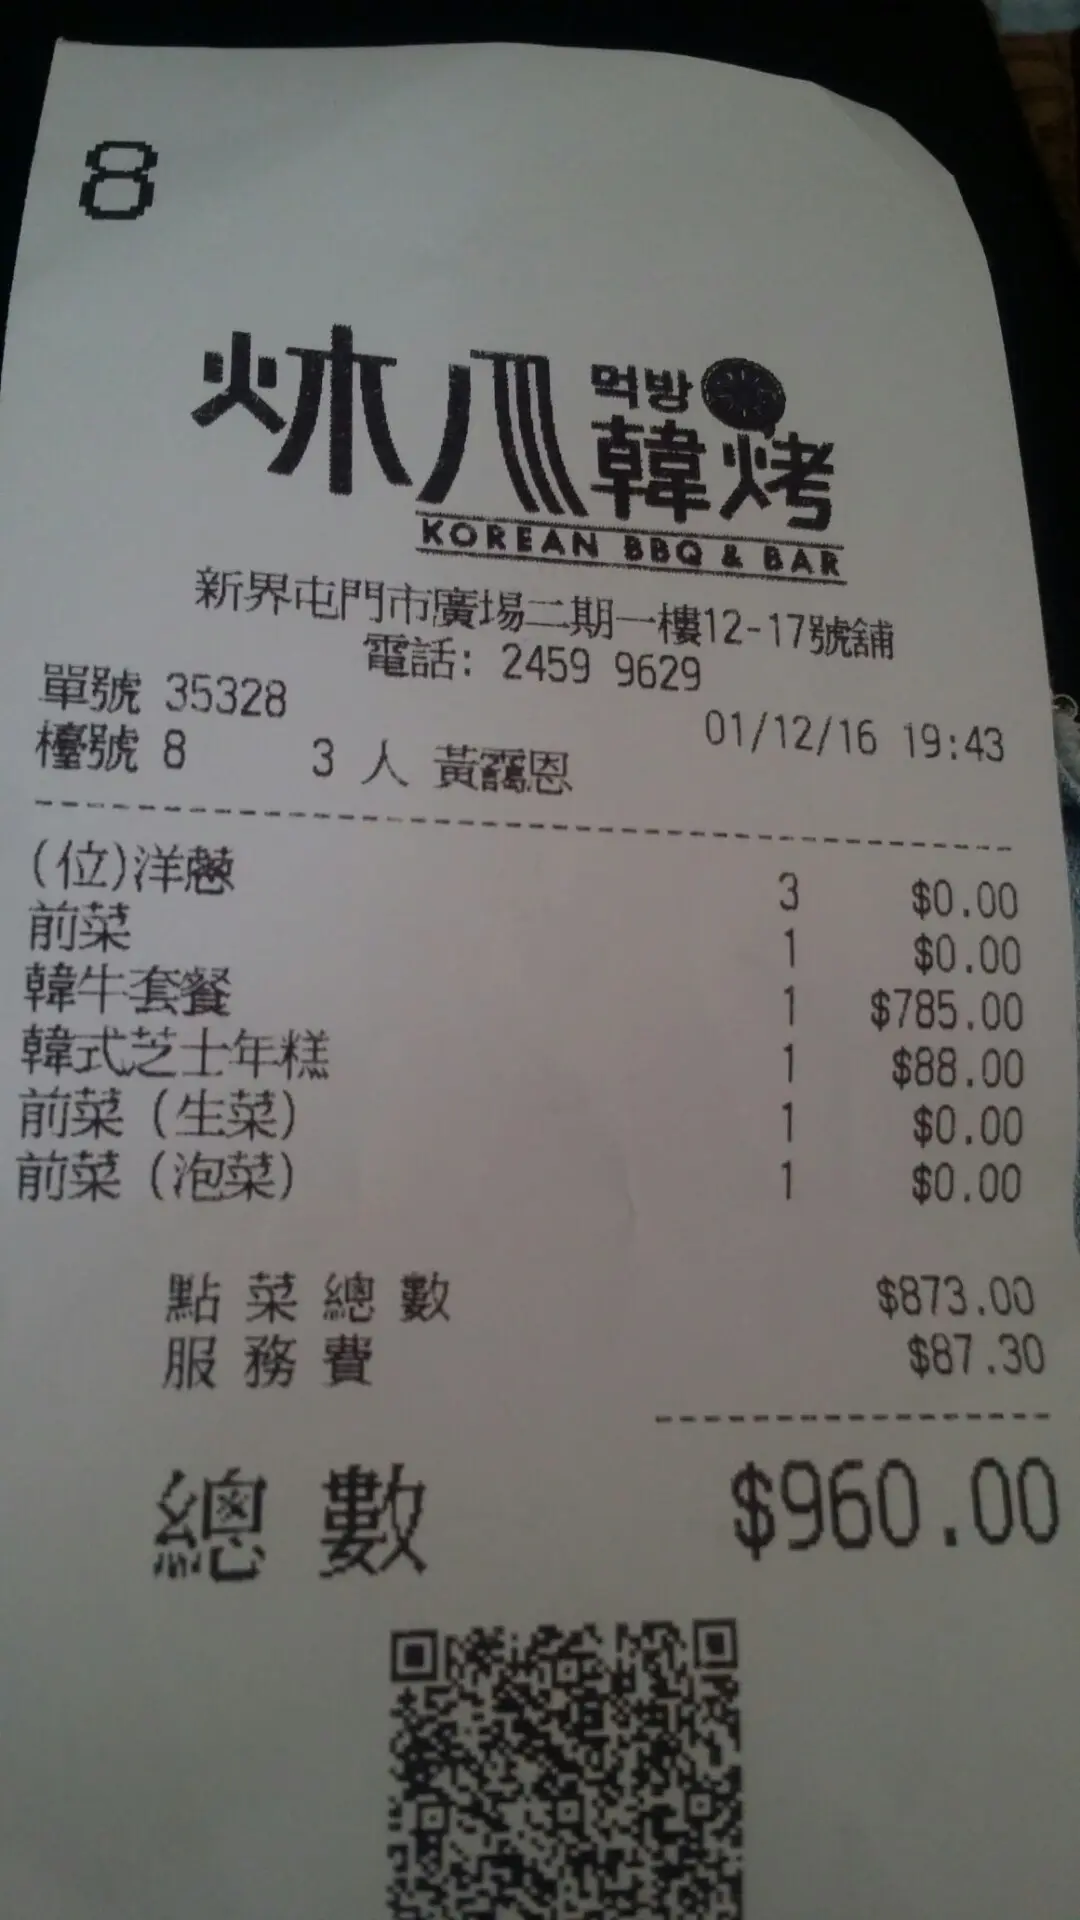 8
炑八 먹방
韓烤
KOREAN BBQ & BAR
新界屯門市廣場二期一樓12-17號舖
電話: 2459 9629
單號 35328
01/12/16 19:43
檯號 8 3 人 黃靄恩
(位)洋蔥 3 $0.00
前菜 1 $0.00
韓牛套餐 1 $785.00
韓式芝士年糕 1 $88.00
前菜 (生菜) 1 $0.00
前菜 (泡菜) 1 $0.00
點菜總數 $873.00
服務費 $87.30
總數 $960.00